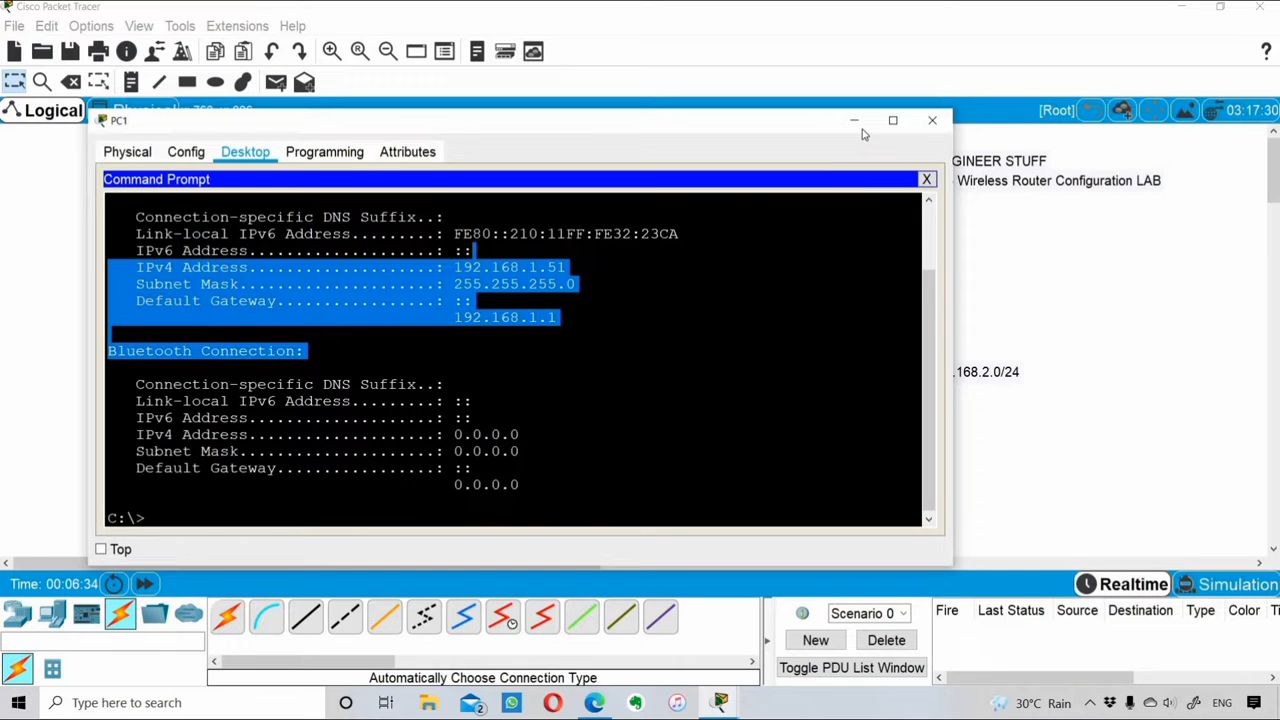 Cisco Packet Tracer
File Edit Options View Tools Extensions Help
Logical
[Root]
03:17:30
PC1
Physical Config Desktop Programming Attributes
GINEER STUFF
Wireless Router Configuration LAB
.168.2.0/24
Command Prompt
X
Connection-specific DNS Suffix..:
Link-local IPv6 Address.........: FE80::210:11FF:FE32:23CA
IPv6 Address....................: ::
IPv4 Address....................: 192.168.1.51
Subnet Mask.....................: 255.255.255.0
Default Gateway.................: ::
192.168.1.1
Bluetooth Connection:
Connection-specific DNS Suffix..:
Link-local IPv6 Address.........: ::
IPv6 Address....................: ::
IPv4 Address....................: 0.0.0.0
Subnet Mask.....................: 0.0.0.0
Default Gateway.................: ::
0.0.0.0
C:\>
Top
Time: 00:06:34
Realtime
Simulation
Scenario 0
New
Delete
Toggle PDU List Window
Fire Last Status Source Destination Type Color Ti
Automatically Choose Connection Type
Type here to search
2
30°C Rain
ENG